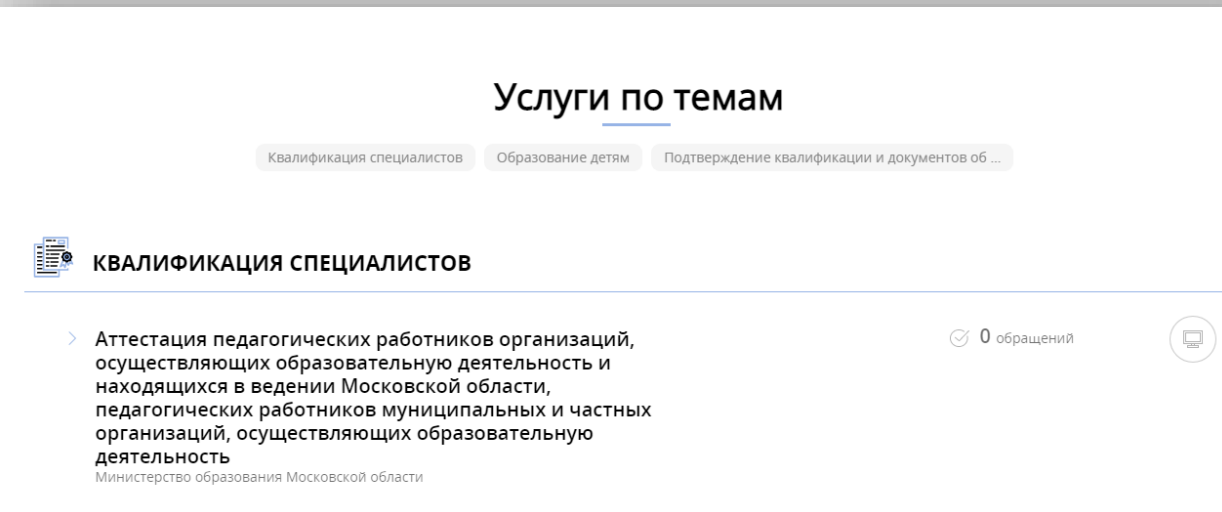 Услуги по темам
Квалификация специалистов Образование детям Подтверждение квалификации и документов об ...
КВАЛИФИКАЦИЯ СПЕЦИАЛИСТОВ
Аттестация педагогических работников организаций, 0 обращений
осуществляющих образовательную деятельность и
находящихся в ведении Московской области,
педагогических работников муниципальных и частных
организаций, осуществляющих образовательную
деятельность
Министерство образования Московской области